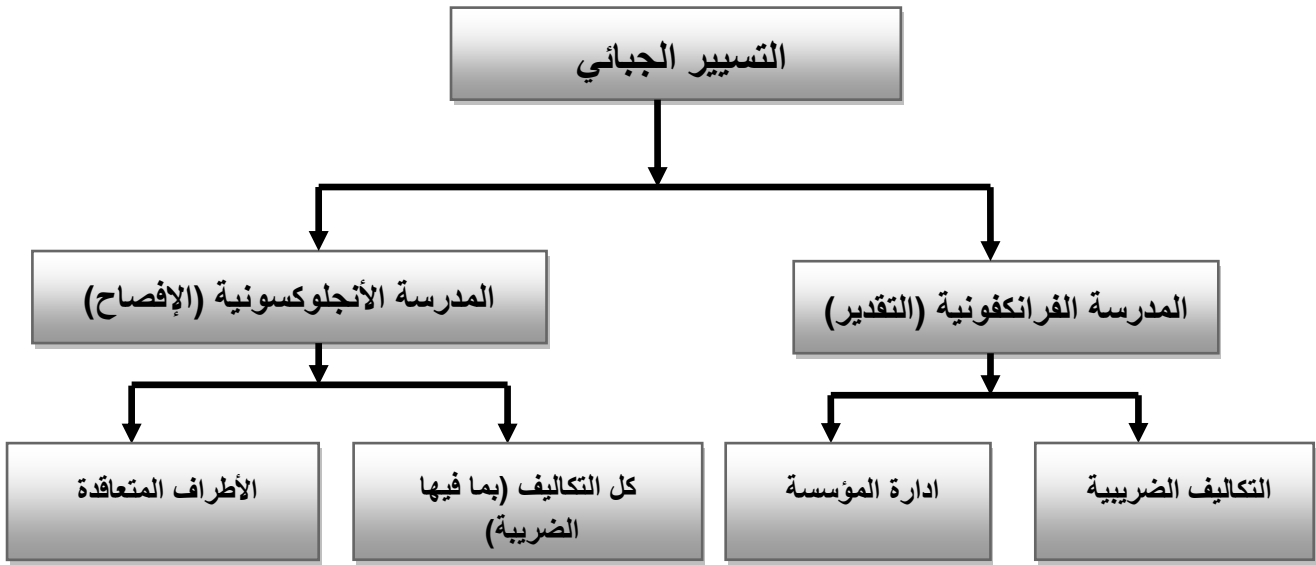 التسيير الجبائي
المدرسة الفرانكفونية (التقدير)
المدرسة الأنجلوكسونية (الإفصاح)
التكاليف الضريبية
ادارة المؤسسة
كل التكاليف (بما فيها
الضريبة)
الأطراف المتعاقدة